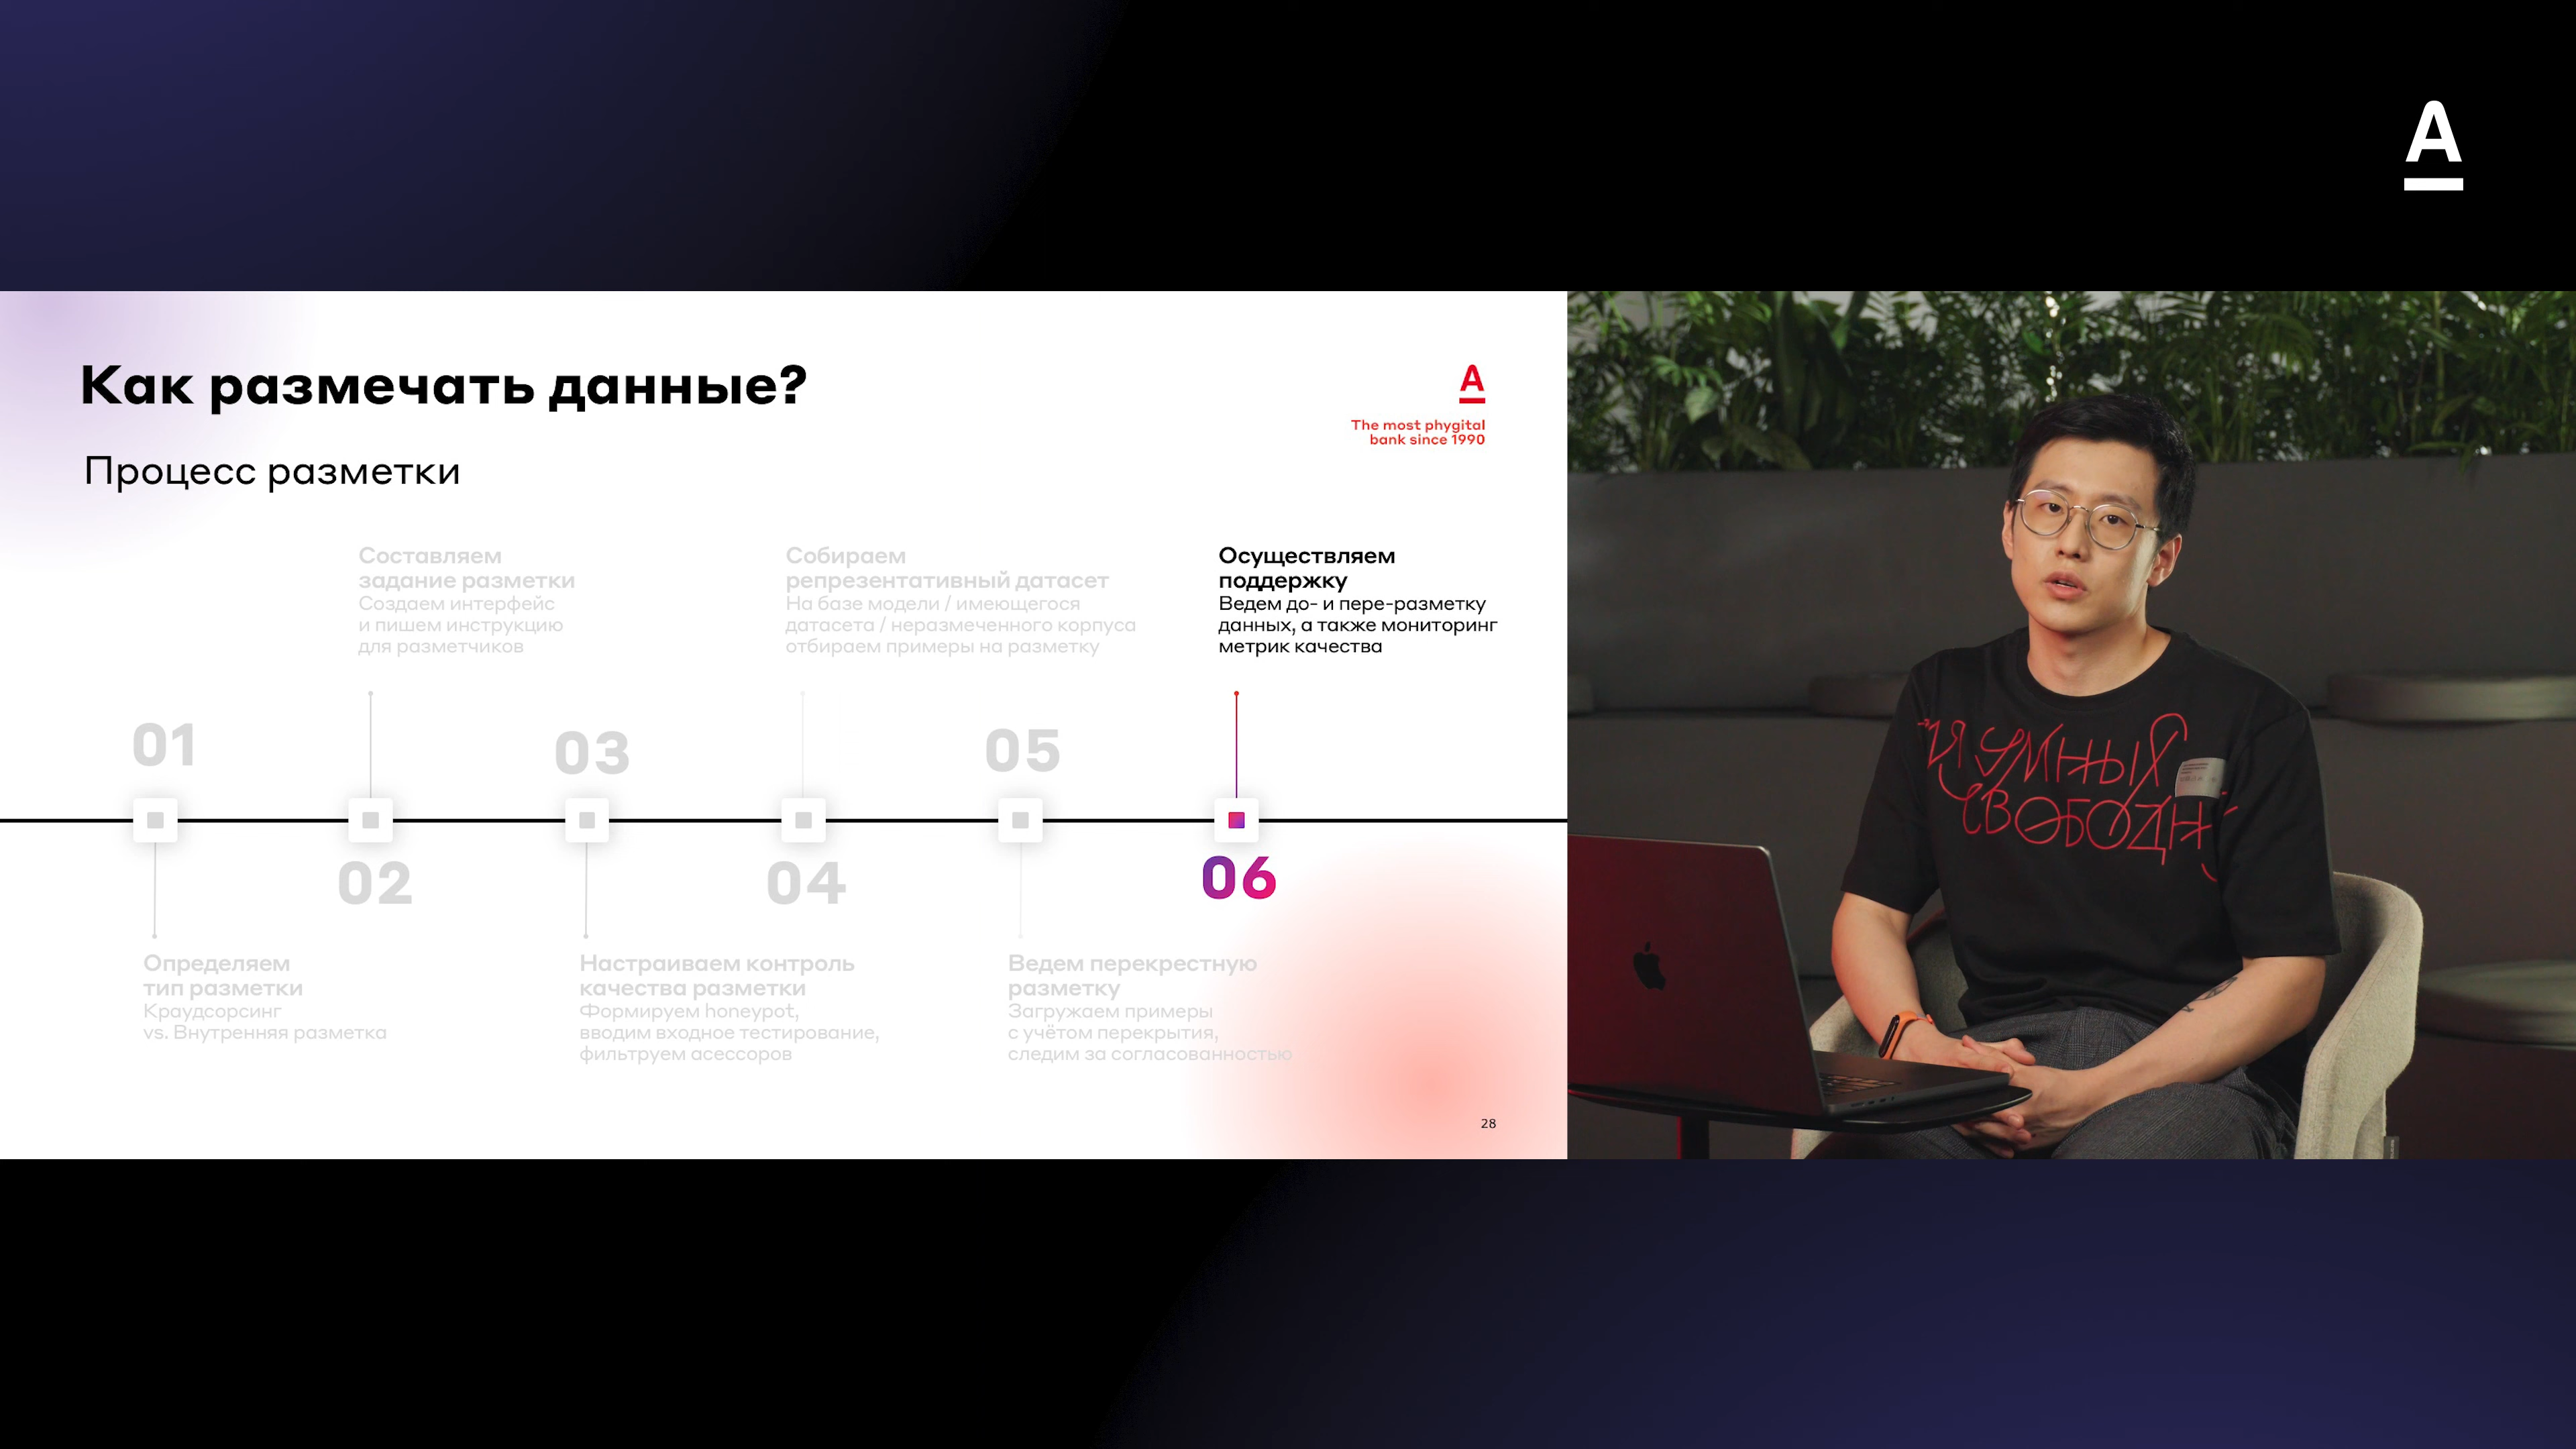 A
Как размечать данные?
A
The most phygital
bank since 1990
Процесс разметки
Составляем
задание разметки
Создаем интерфейс
и пишем инструкцию
для разметчиков
Собираем
репрезентативный датасет
На базе модели / имеющегося
датасета / неразмеченного корпуса
отбираем примеры на разметку
Осуществляем
поддержку
Ведем до- и пере-разметку
данных, а также мониторинг
метрик качества
01
03
05
02
04
06
Определяем
тип разметки
Краудсорсинг
vs. Внутренняя разметка
Настраиваем контроль
качества разметки
Формируем honeypot,
вводим входное тестирование,
фильтруем асессоров
Ведем перекрестную
разметку
Загружаем примеры
с учётом перекрытия,
следим за согласованностью
28
УМНЫХ
СВОБОДН